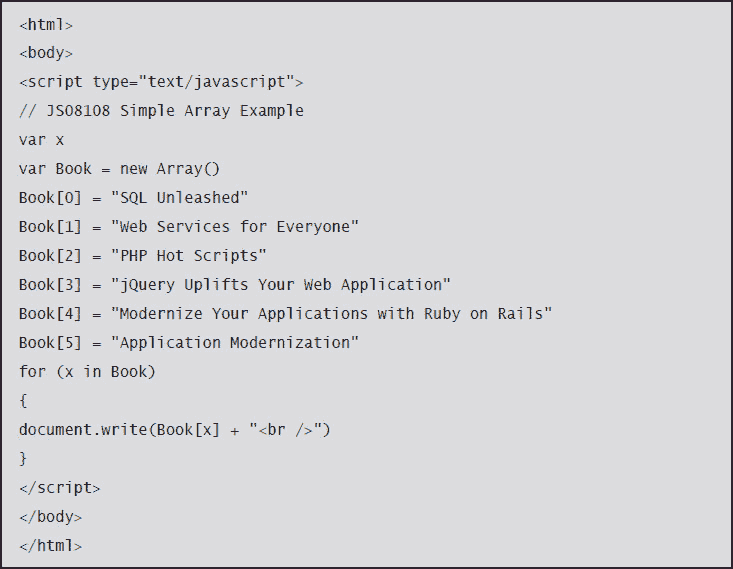 <html>
<body>
<script type="text/javascript">
// JS08108 Simple Array Example
var x
var Book = new Array()
Book[0] = "SQL Unleashed"
Book[1] = "Web Services for Everyone"
Book[2] = "PHP Hot Scripts"
Book[3] = "jQuery Uplifts Your Web Application"
Book[4] = "Modernize Your Applications with Ruby on Rails"
Book[5] = "Application Modernization"
for (x in Book)
{
document.write(Book[x] + "<br />")
}
</script>
</body>
</html>